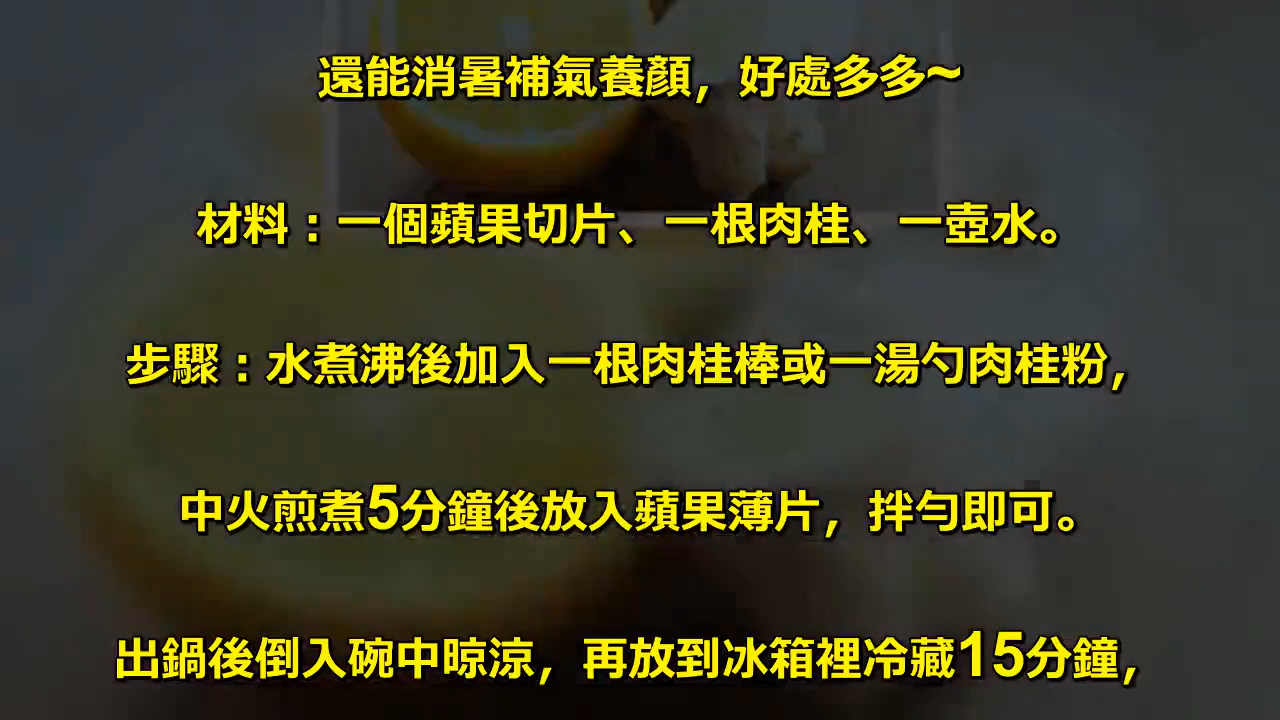 還能消暑補氣養顏，好處多多~
材料：一個蘋果切片、一根肉桂、一壺水。
步驟：水煮沸後加入一根肉桂棒或一湯勺肉桂粉，
中火煎煮5分鐘後放入蘋果薄片，拌勻即可。
出鍋後倒入碗中晾涼，再放到冰箱裡冷藏15分鐘，